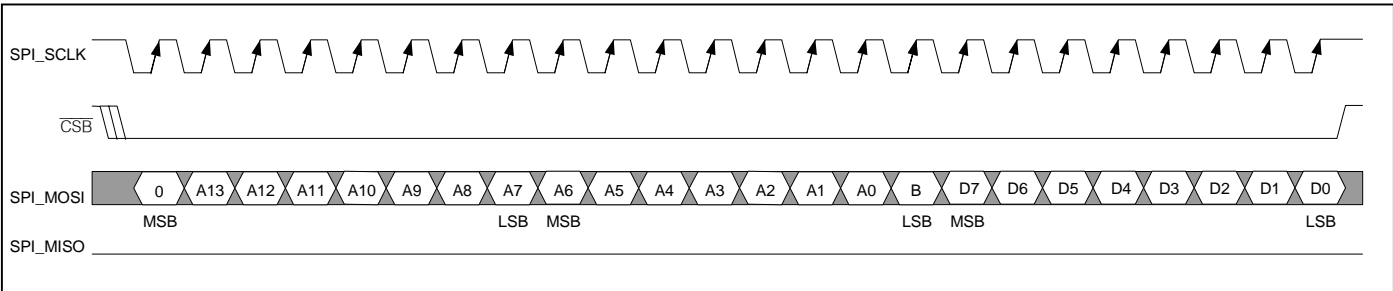 SPI_SCLK
CSB
SPI_MOSI 0 A13 A12 A11 A10 A9 A8 A7 A6 A5 A4 A3 A2 A1 A0 B D7 D6 D5 D4 D3 D2 D1 D0
MSB LSB MSB LSB MSB LSB
SPI_MISO